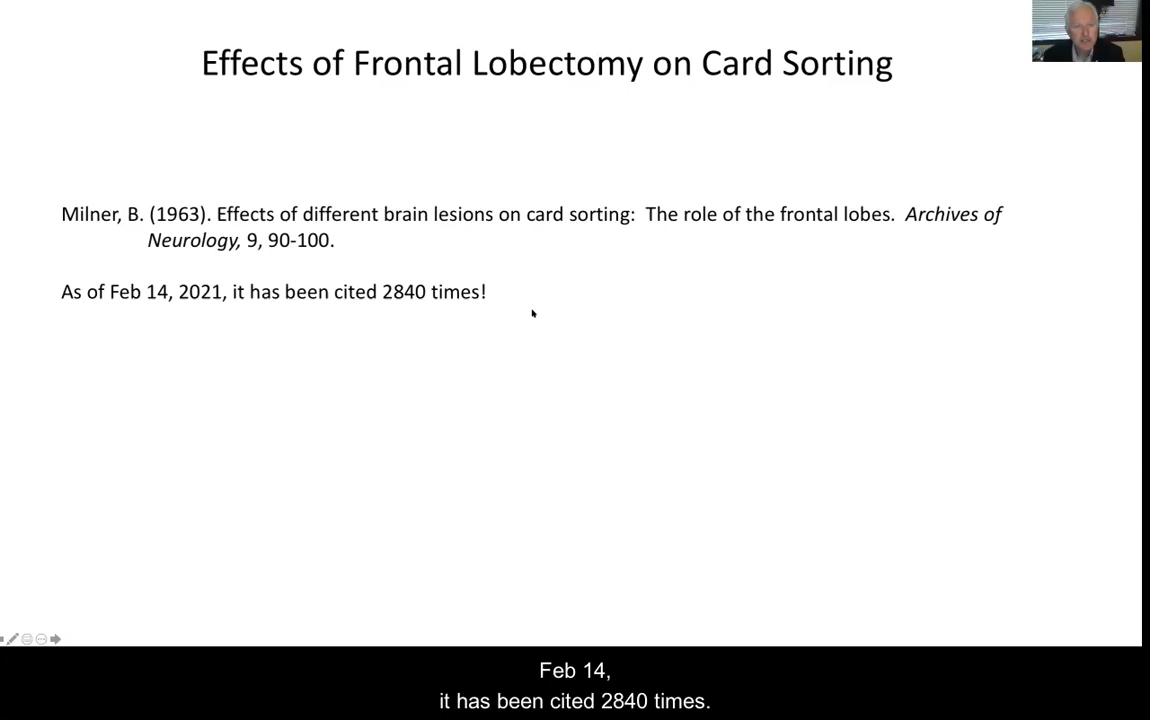 Effects of Frontal Lobectomy on Card Sorting
Milner, B. (1963). Effects of different brain lesions on card sorting: The role of the frontal lobes. Archives of
Neurology, 9, 90-100.
As of Feb 14, 2021, it has been cited 2840 times!
Feb 14,
it has been cited 2840 times.